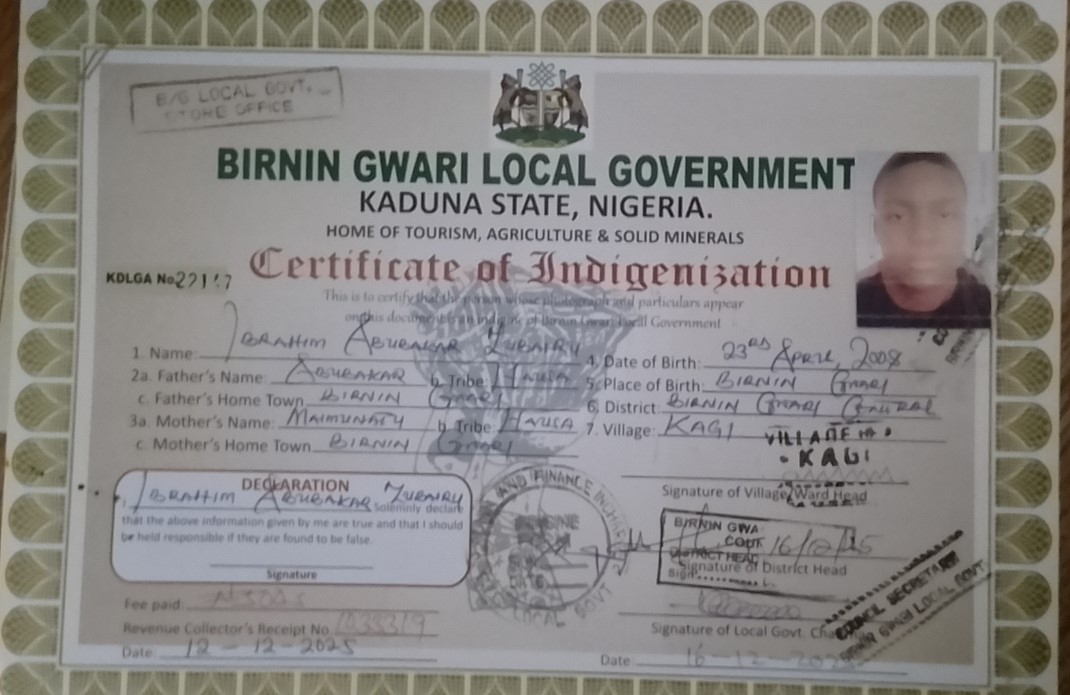 B/G LOCAL GOVT.
STORE OFFICE
BIRNIN GWARI LOCAL GOVERNMENT
KADUNA STATE, NIGERIA.
HOME OF TOURISM, AGRICULTURE & SOLID MINERALS
Certificate of Indigenization
KDLGA No
This is to certify that the person whose photograph and particulars appear
on this document is an indigene of Birnin Gwari Local Government
1. Name: Ibrahim Abubakar Zubairu
4. Date of Birth: 23RD April, 2008
2a. Father's Name: Abubakar b. Tribe: Hausa
5. Place of Birth: Birnin Gwari
c. Father's Home Town Birnin Gwari
6. District: Birnin Gwari Central
3a. Mother's Name: Maimunatu b. Tribe: Hausa
7. Village: KAGI
c. Mother's Home Town Birnin Gwari
VILLAGE HEAD
KAGI
Signature of Village/Ward Head
DECLARATION
I, Ibrahim Abubakar Zubairu Solemnly declare
that the above information given by me are true and that I should
be held responsible if they are found to be false.
Signature
BIRNIN GWA
DISTRICT HEAD
Sign
Signature of District Head
AND FINANCE
LOCAL GOVT
Fee paid:
Revenue Collector's Receipt No.
Date: 12-12-2025
Signature of Local Govt.
COUNCIL SECRETARY
BIRNIN GWARI LOCAL GOVT.
Date: 16-12-